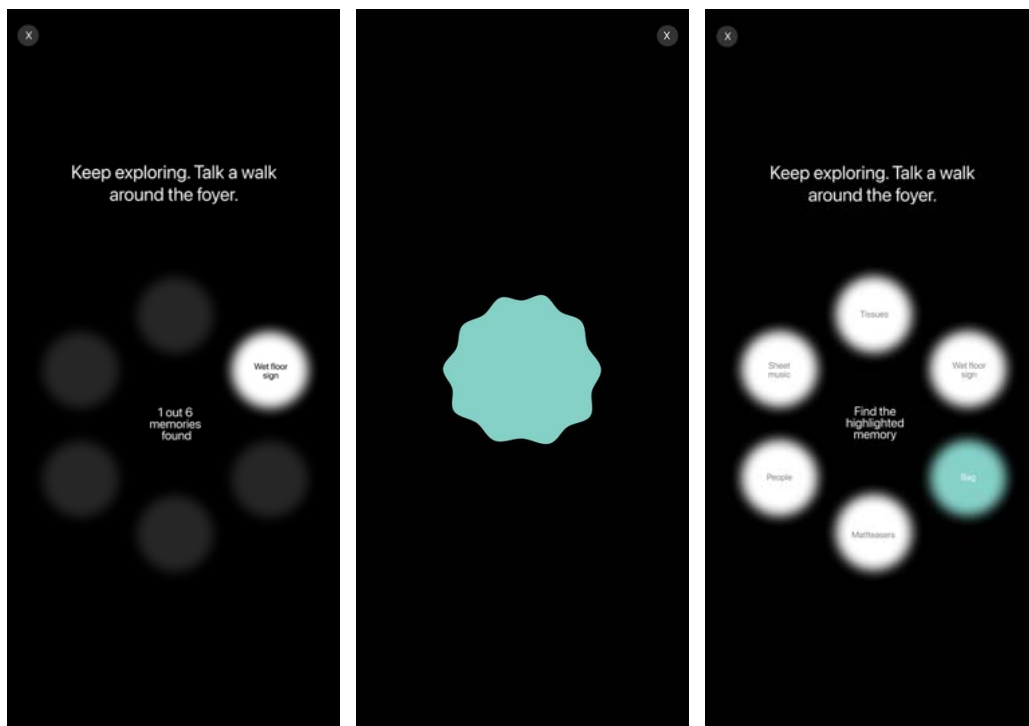 X
Keep exploring. Talk a walk
around the foyer.
Wet floor
sign
1 out 6
memories
found
X
X
Keep exploring. Talk a walk
around the foyer.
Tissues
Sheet
music
Wet floor
sign
Find the
highlighted
memory
People
Bag
Maltteasers